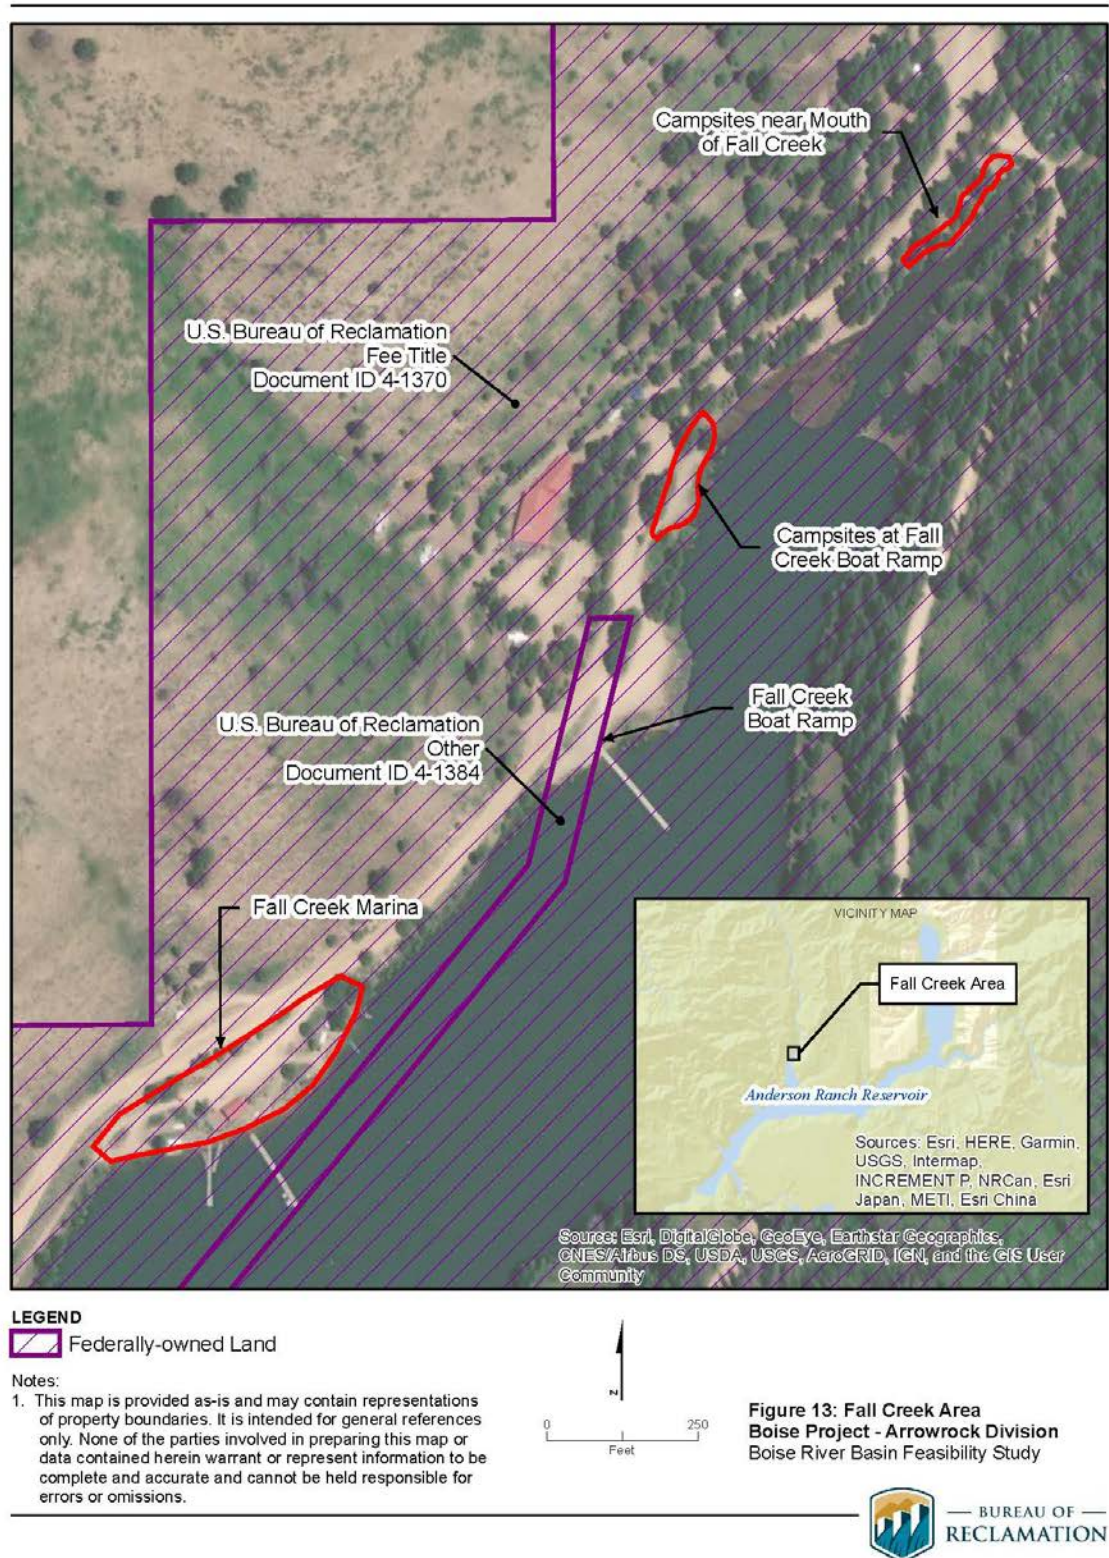 Campsites near Mouth
of Fall Creek
U.S. Bureau of Reclamation
Fee Title
Document ID 4-1370
Campsites at Fall
Creek Boat Ramp
Fall Creek
Boat Ramp
U.S. Bureau of Reclamation
Other
Document ID 4-1384
Fall Creek Marina
VICINITY MAP
Fall Creek Area
Anderson Ranch Reservoir
Sources: Esri, HERE, Garmin,
USGS, Intermap,
INCREMENT P, NRCan, Esri
Japan, METI, Esri China
Source: Esri, DigitalGlobe, GeoEye, Earthstar Geographics,
CNES/Airbus DS, USDA, USGS, AeroGRID, IGN, and the GIS User
Community
LEGEND
Federally-owned Land
Notes:
1. This map is provided as-is and may contain representations
of property boundaries. It is intended for general references
only. None of the parties involved in preparing this map or
data contained herein warrant or represent information to be
complete and accurate and cannot be held responsible for
errors or omissions.
N
0 250
Feet
Figure 13: Fall Creek Area
Boise Project - Arrowrock Division
Boise River Basin Feasibility Study
BUREAU OF
RECLAMATION